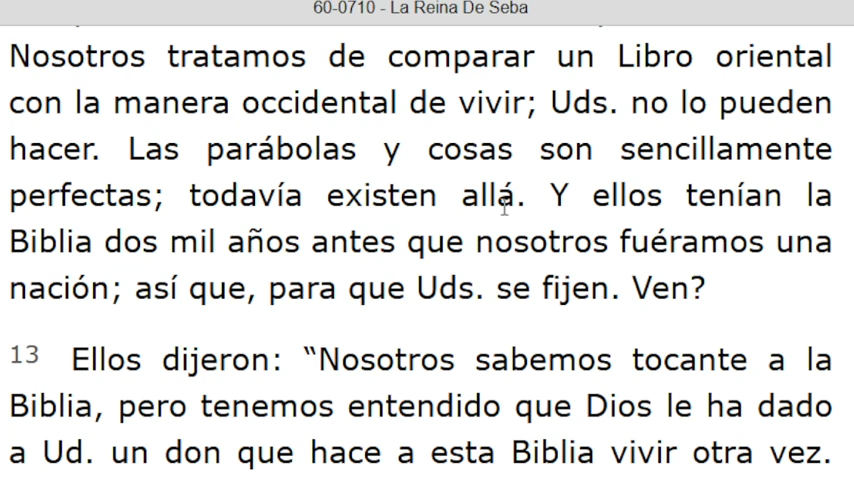 60-0710 - La Reina De Seba
Nosotros tratamos de comparar un Libro oriental
con la manera occidental de vivir; Uds. no lo pueden
hacer. Las parábolas y cosas son sencillamente
perfectas; todavía existen allá. Y ellos tenían la
Biblia dos mil años antes que nosotros fuéramos una
nación; así que, para que Uds. se fijen. Ven?
13 Ellos dijeron: “Nosotros sabemos tocante a la
Biblia, pero tenemos entendido que Dios le ha dado
a Ud. un don que hace a esta Biblia vivir otra vez.